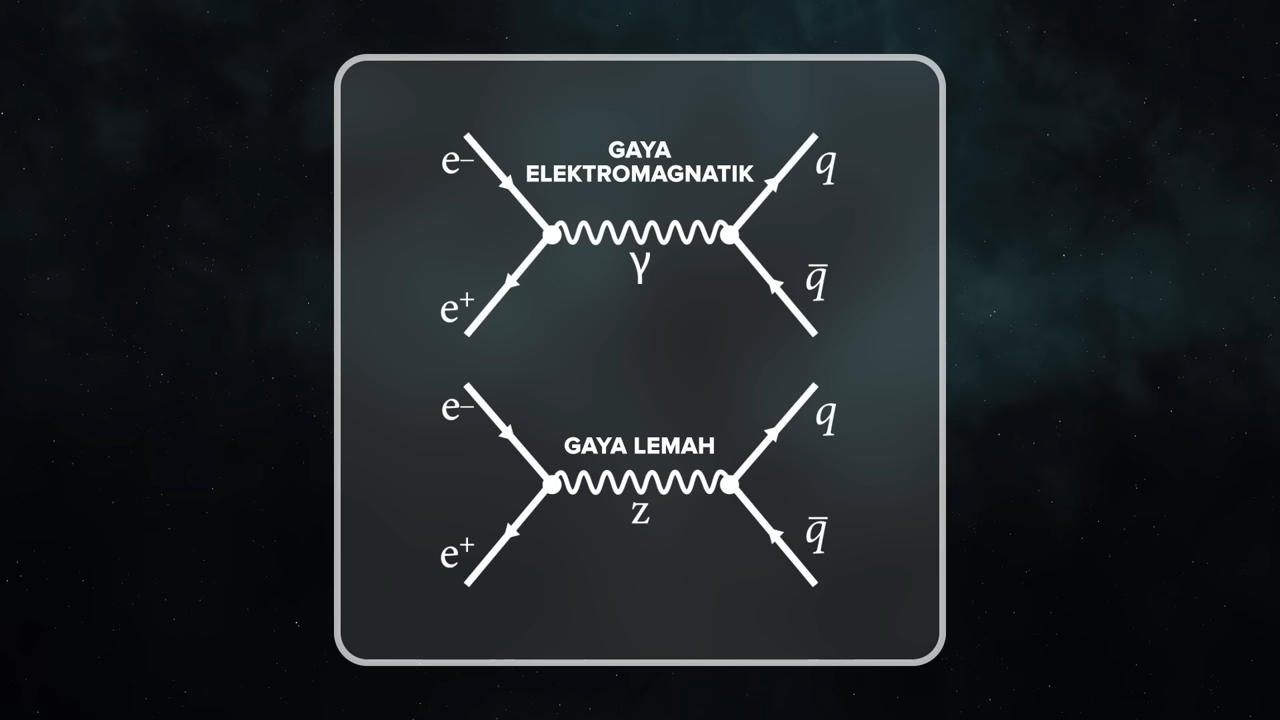 e–
GAYA
ELEKTROMAGNATIK
q
γ
e+
q̅
e–
GAYA LEMAH
q
z
e+
q̅